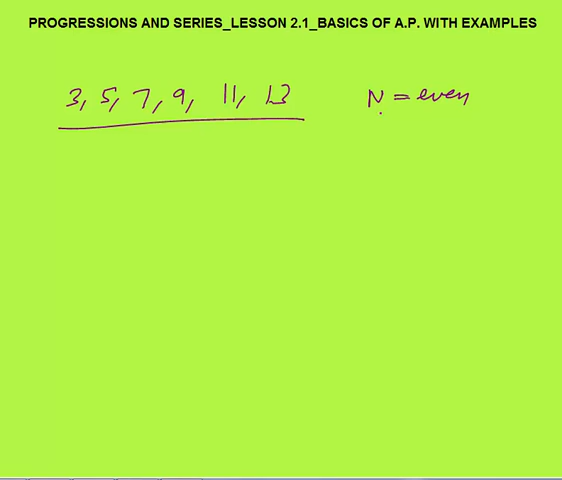 PROGRESSIONS AND SERIES_LESSON 2.1_BASICS OF A.P. WITH EXAMPLES
3, 5, 7, 9, 11, 13 N = even